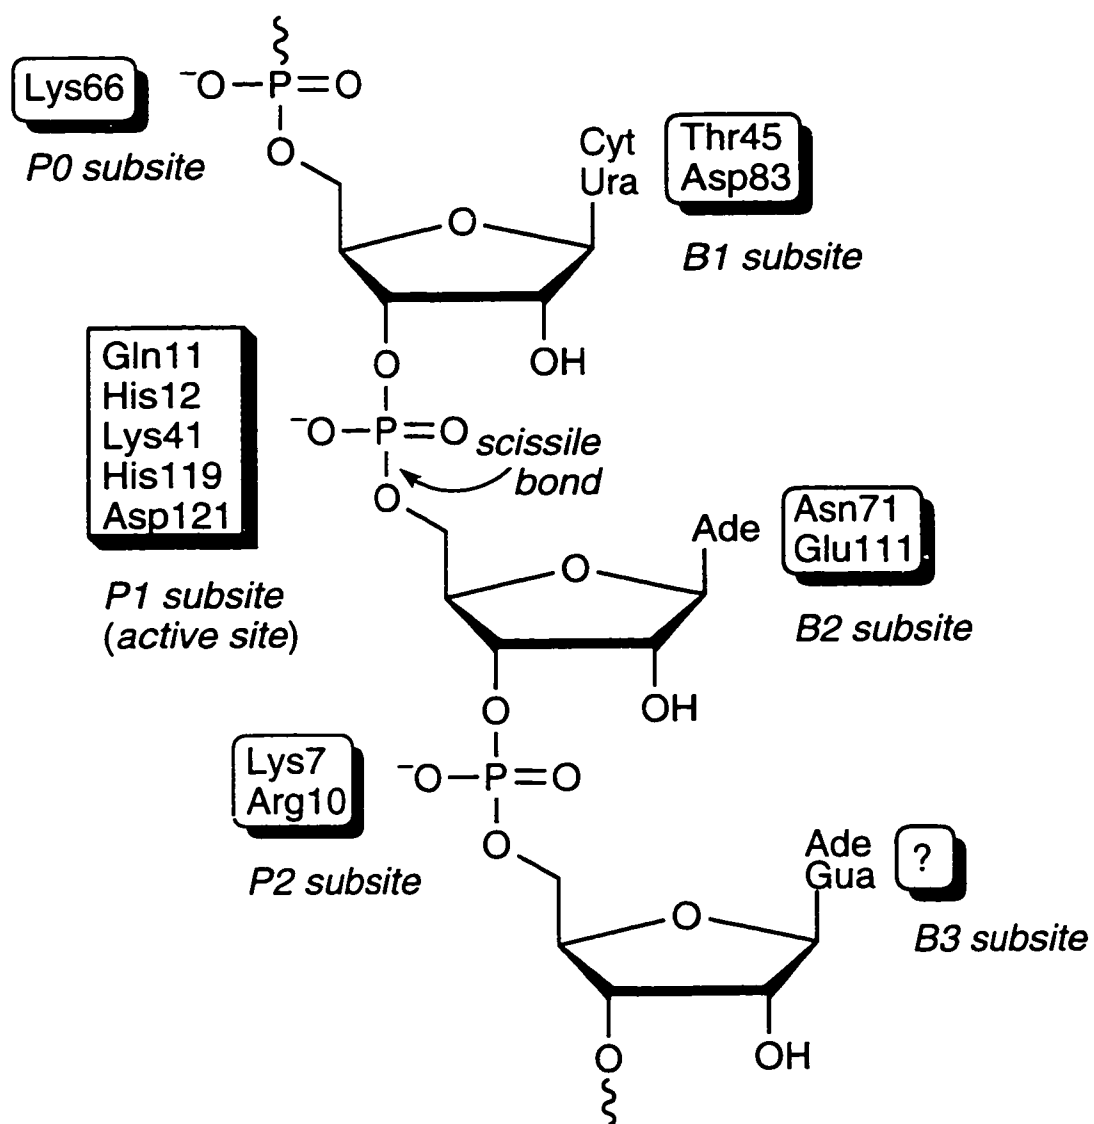 Lys66
⁻O–P=O
O
P0 subsite
Cyt
Ura
Thr45
Asp83
O
B1 subsite
Gln11
His12
Lys41
His119
Asp121
O
OH
⁻O–P=O
scissile
bond
O
P1 subsite
(active site)
Ade
Asn71
Glu111
O
B2 subsite
O
OH
Lys7
Arg10
⁻O–P=O
O
P2 subsite
Ade
Gua
?
O
B3 subsite
O
OH